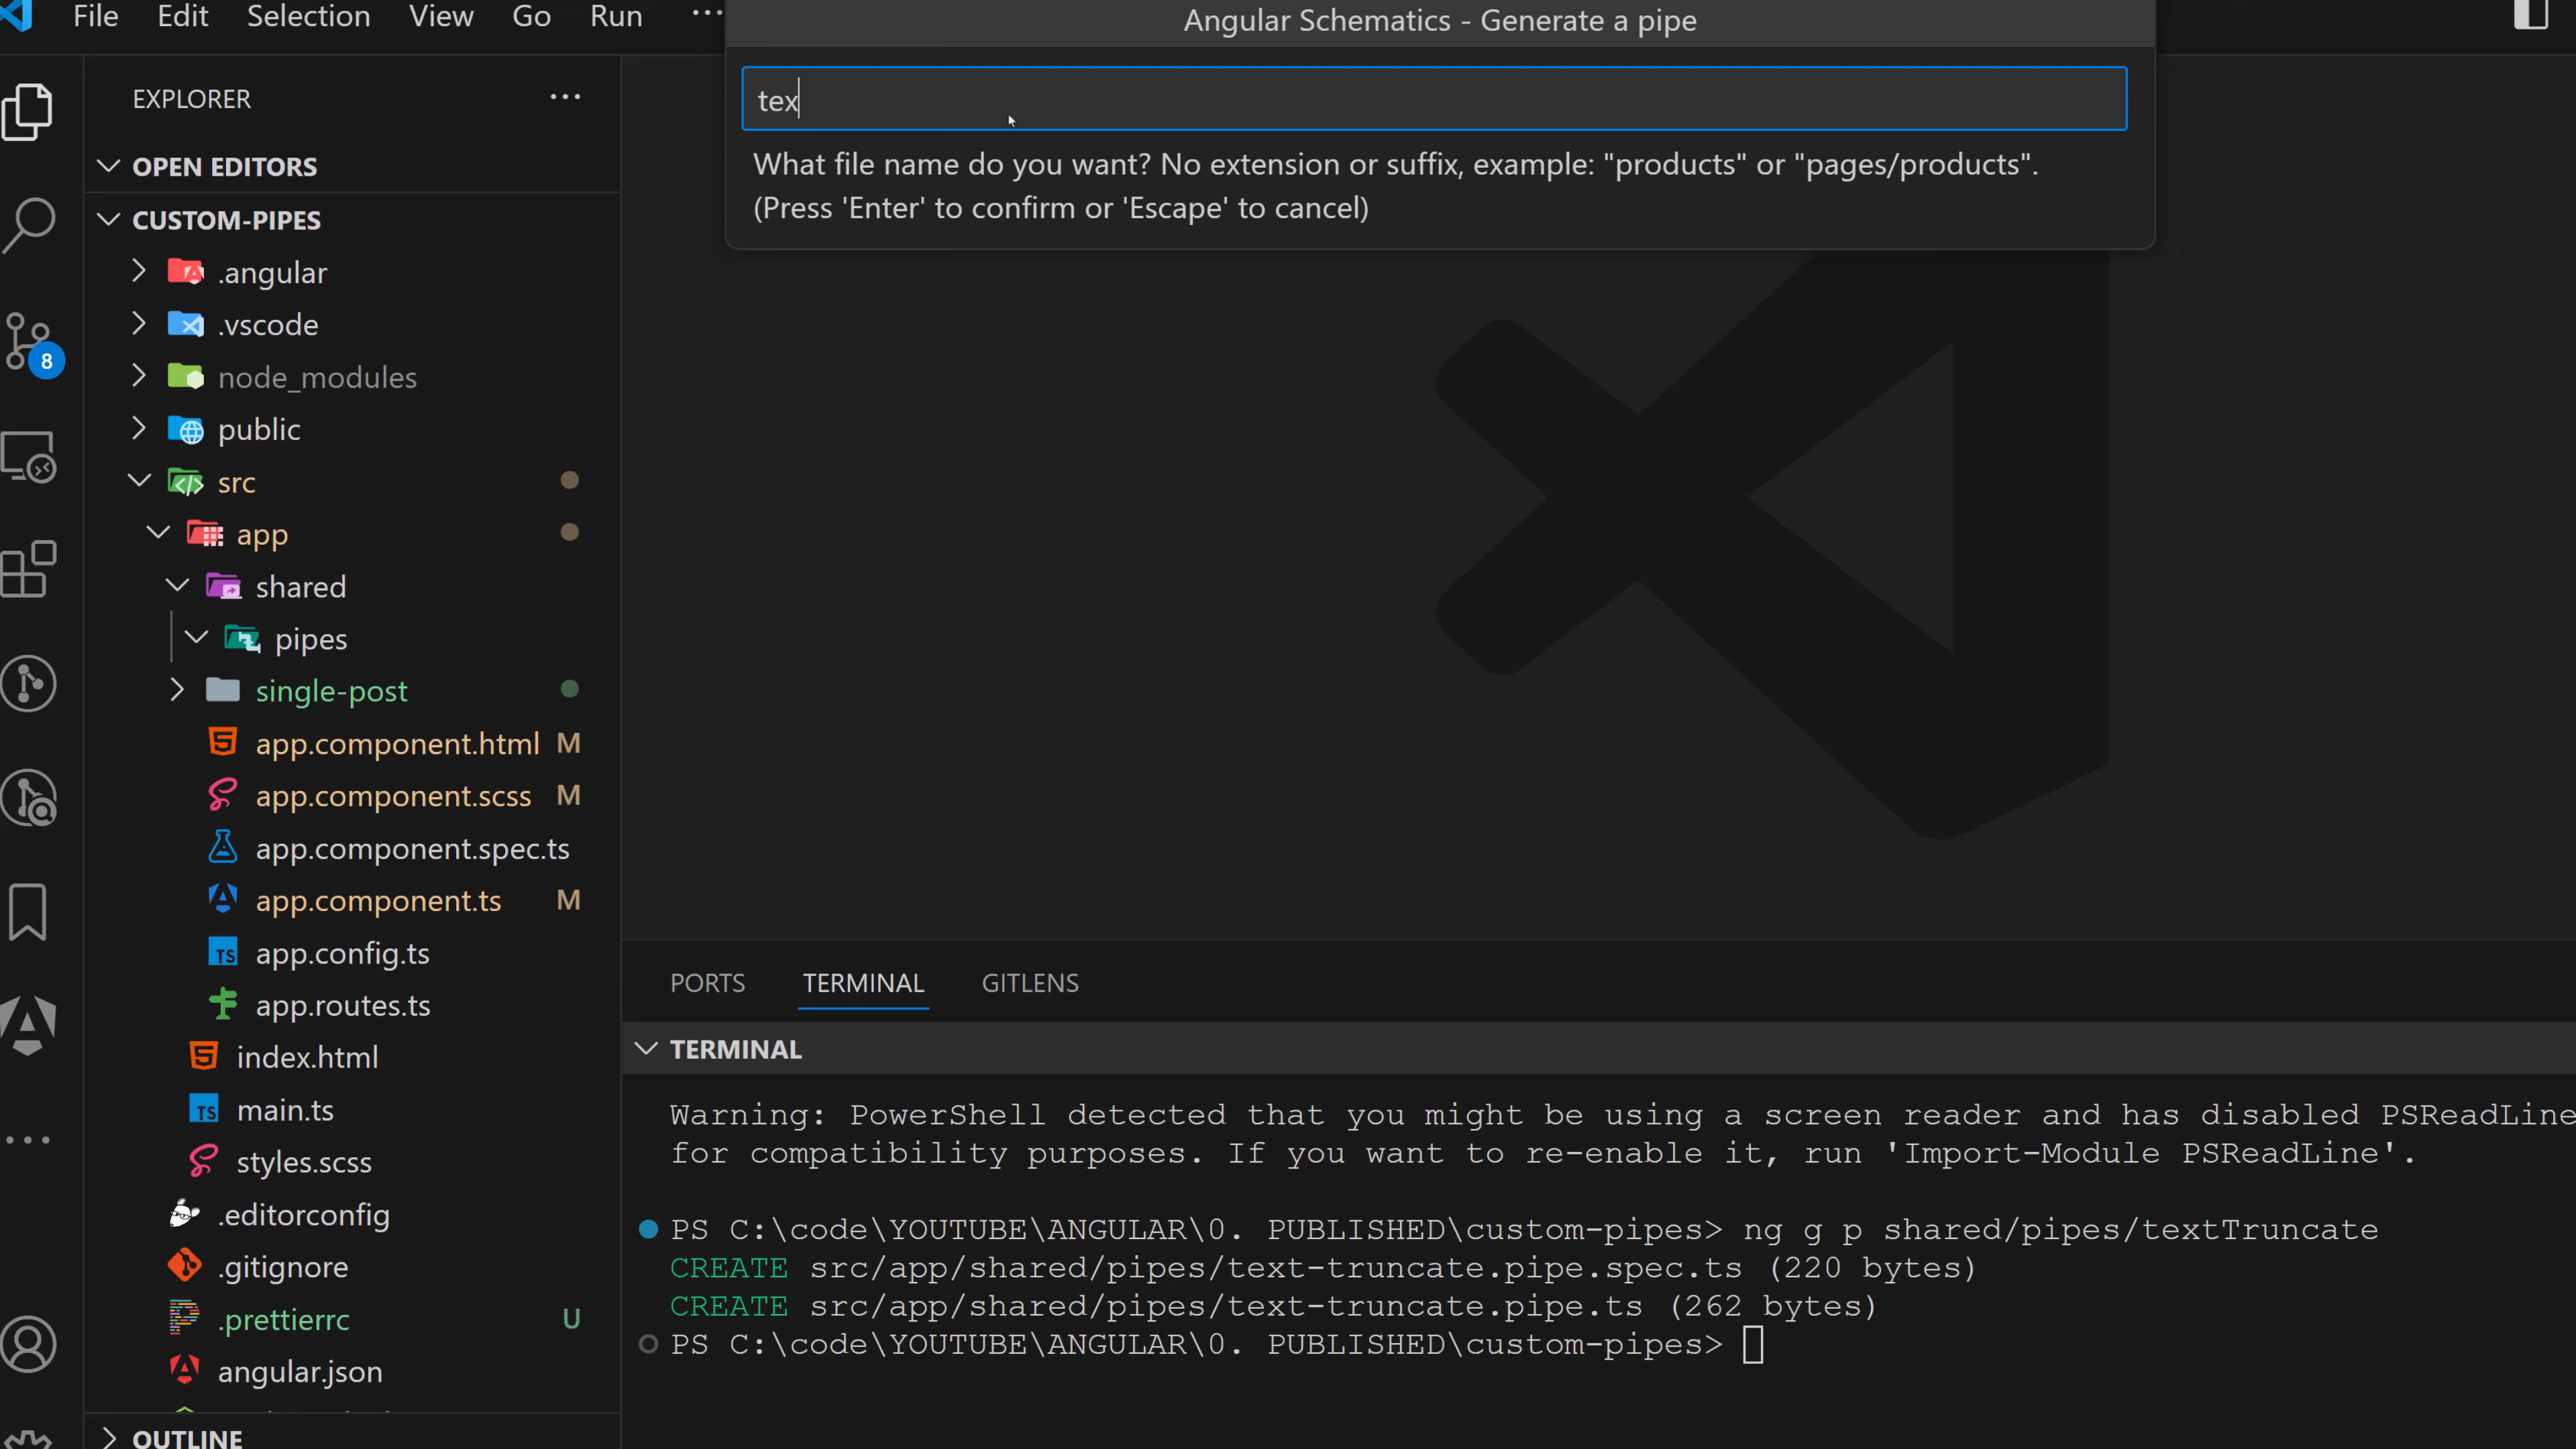 File Edit Selection View Go Run ...
Angular Schematics - Generate a pipe
tex
What file name do you want? No extension or suffix, example: "products" or "pages/products".
(Press 'Enter' to confirm or 'Escape' to cancel)
EXPLORER
OPEN EDITORS
CUSTOM-PIPES
.angular
.vscode
8
node_modules
public
src
app
shared
pipes
single-post
app.component.html M
app.component.scss M
app.component.spec.ts
app.component.ts M
app.config.ts
app.routes.ts
index.html
main.ts
styles.scss
.editorconfig
.gitignore
.prettierrc U
angular.json
OUTLINE
PORTS TERMINAL GITLENS
TERMINAL
Warning: PowerShell detected that you might be using a screen reader and has disabled PSReadLine
for compatibility purposes. If you want to re-enable it, run 'Import-Module PSReadLine'.
PS C:\code\YOUTUBE\ANGULAR\0. PUBLISHED\custom-pipes> ng g p shared/pipes/textTruncate
CREATE src/app/shared/pipes/text-truncate.pipe.spec.ts (220 bytes)
CREATE src/app/shared/pipes/text-truncate.pipe.ts (262 bytes)
PS C:\code\YOUTUBE\ANGULAR\0. PUBLISHED\custom-pipes>